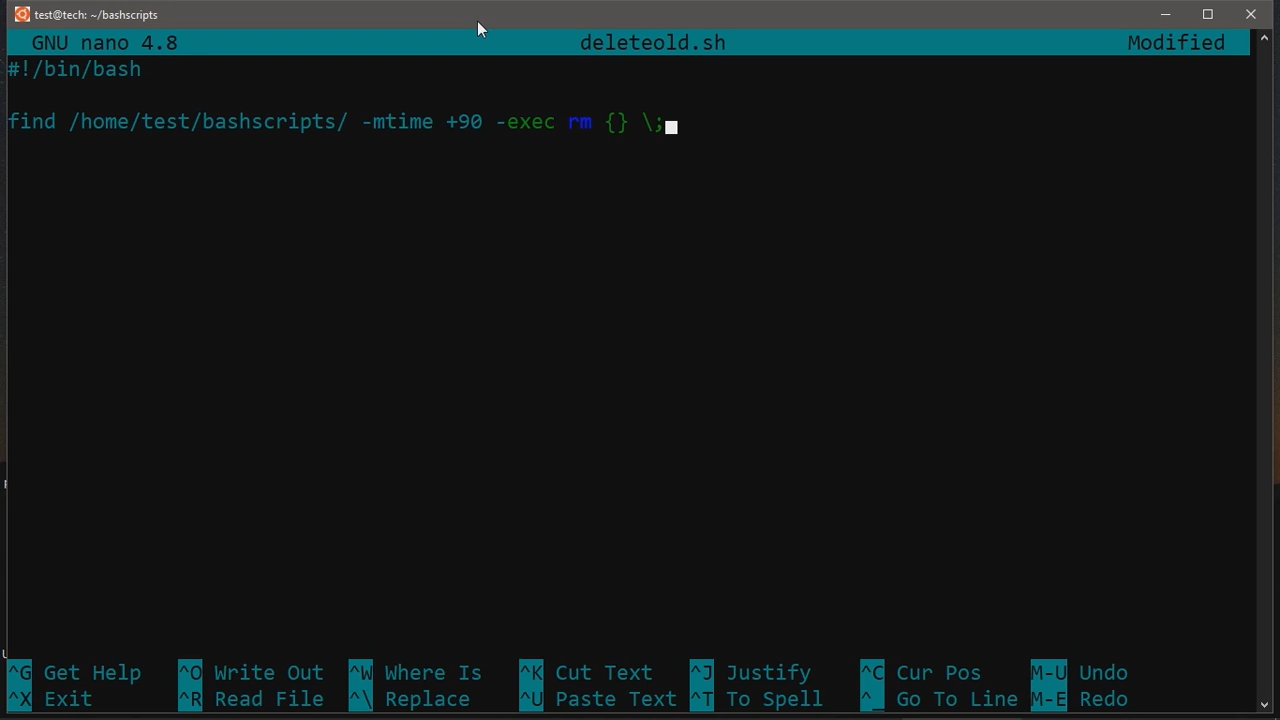 test@tech: ~/bashscripts
GNU nano 4.8 deleteold.sh Modified
#!/bin/bash
find /home/test/bashscripts/ -mtime +90 -exec rm {} \;
^G Get Help ^O Write Out ^W Where Is ^K Cut Text ^J Justify ^C Cur Pos M-U Undo
^X Exit ^R Read File ^\ Replace ^U Paste Text ^T To Spell ^_ Go To Line M-E Redo